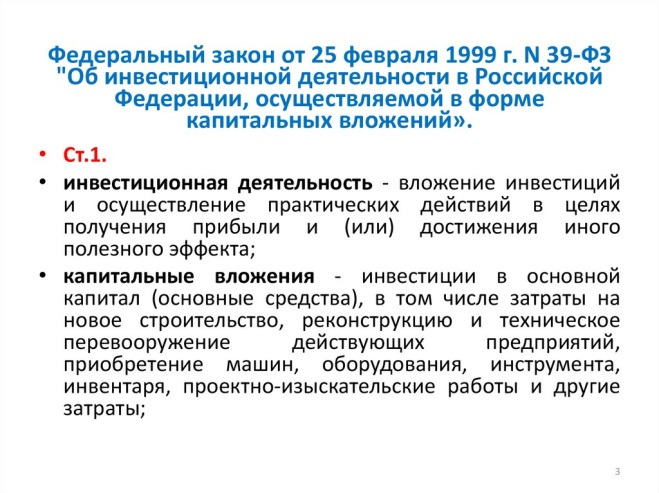 Федеральный закон от 25 февраля 1999 г. N 39-ФЗ
"Об инвестиционной деятельности в Российской
Федерации, осуществляемой в форме
капитальных вложений».
• Ст.1.
• инвестиционная деятельность - вложение инвестиций
и осуществление практических действий в целях
получения прибыли и (или) достижения иного
полезного эффекта;
• капитальные вложения - инвестиции в основной
капитал (основные средства), в том числе затраты на
новое строительство, реконструкцию и техническое
перевооружение действующих предприятий,
приобретение машин, оборудования, инструмента,
инвентаря, проектно-изыскательские работы и другие
затраты;
3